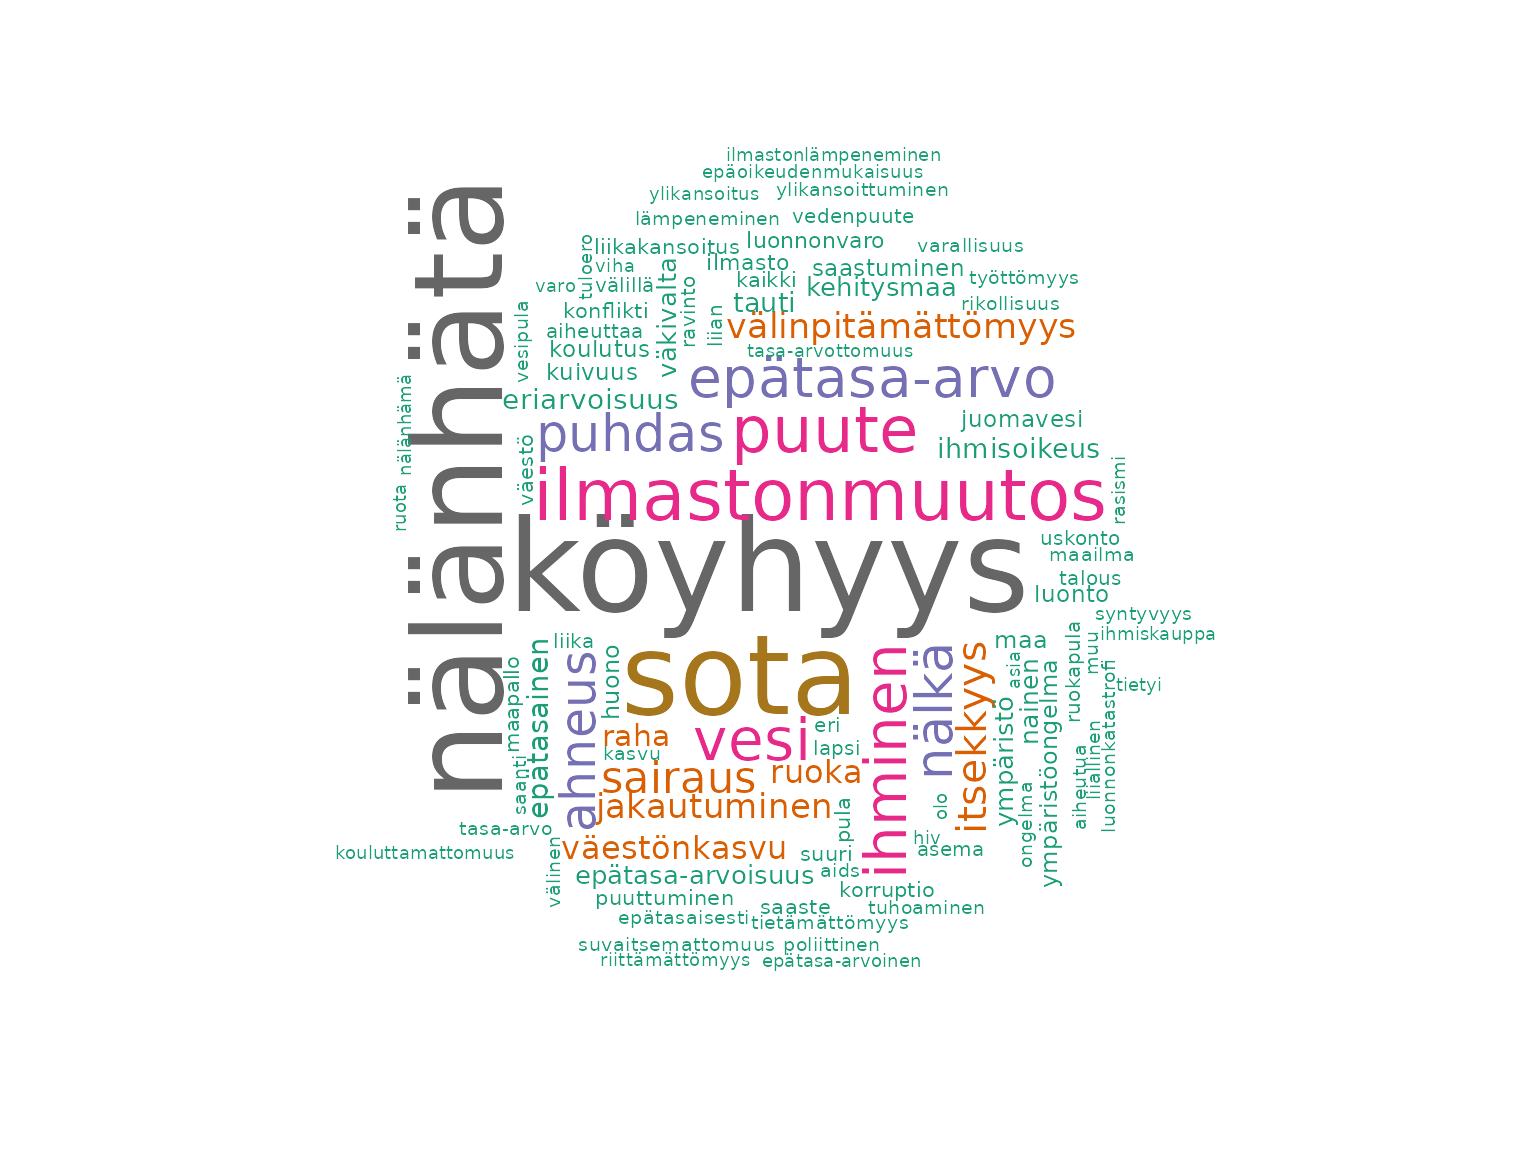 ilmastonlämpeneminen
epäoikeudenmukaisuus
ylikansoitus
ylikansoittuminen
lämpeneminen
vedenpuute
liikakansoitus
luonnonvaro
varallisuus
tuloero
viha
ilmasto
saastuminen
varo
välillä
kaikki
kehitysmaa
työttömyys
väkivalta
ravinto
liian
tauti
rikollisuus
konflikti
aiheuttaa
välinpitämättömyys
vesipula
koulutus
tasa-arvottomuus
kuivuus
epätasa-arvo
eriarvoisuus
nälänhätä
nälänhämä
ruota
puhdas
puute
juomavesi
ihmisoikeus
väestö
ilmastonmuutos
rasismi
köyhyys
uskonto
maailma
talous
luonto
syntyvyys
ihmiskauppa
liika
maa
muu
ruokapula
sota
huono
ahneus
epätasainen
maapallo
saanti
ihminen
nälkä
itsekkyys
asia
nainen
ympäristö
ympäristöongelma
luonnonkatastrofi
tietyi
raha
vesi
eri
kasvu
lapsi
sairaus
ruoka
aiheutua
liiallinen
ongelma
olo
jakautuminen
pula
tasa-arvo
kouluttamattomuus
välinen
väestönkasvu
suuri
hiv
asema
epätasa-arvoisuus
aids
puuttuminen
korruptio
saaste
tuhoaminen
epätasaisesti
tietämättömyys
suvaitsemattomuus
poliittinen
riittämättömyys
epätasa-arvoinen